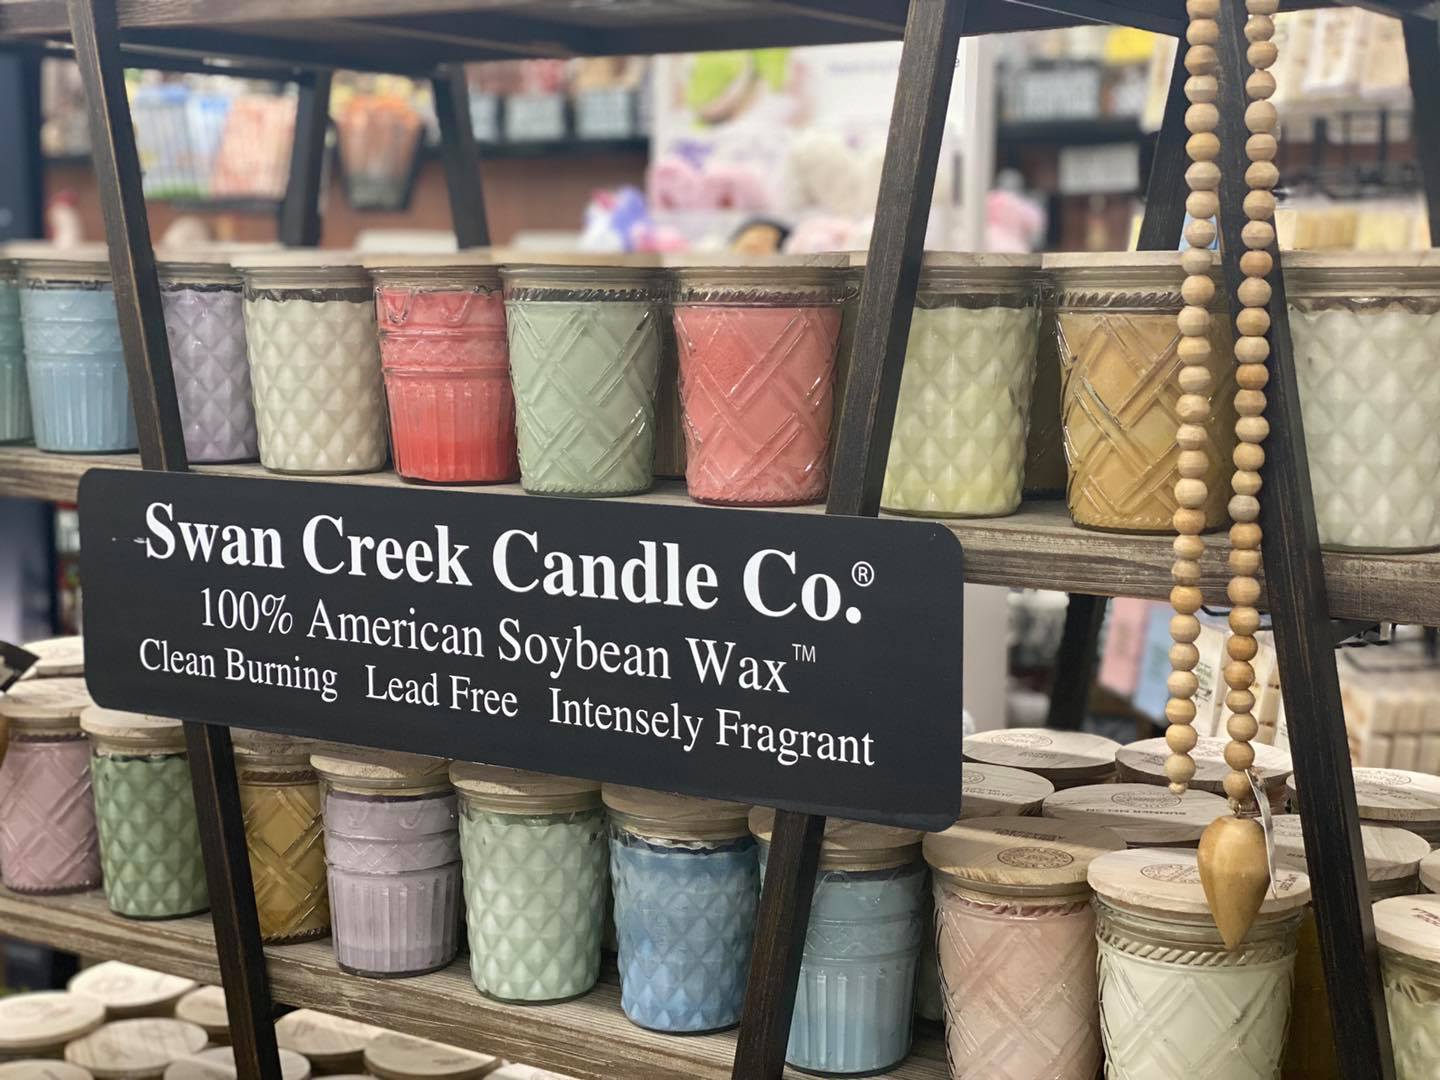 Swan Creek Candle Co.®
100% American Soybean Wax™
Clean Burning Lead Free Intensely Fragrant